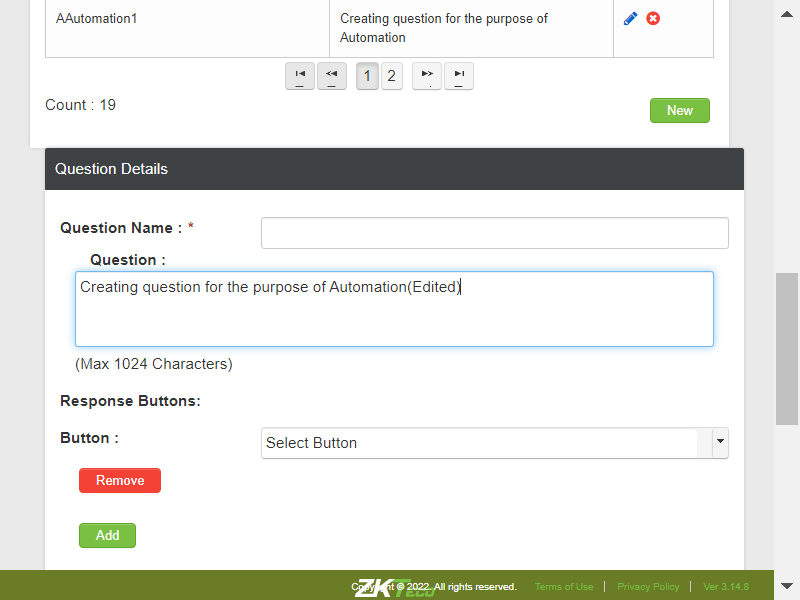 AAutomation1
Creating question for the purpose of
Automation
1 2
Count : 19
New
Question Details
Question Name : *
Question :
Creating question for the purpose of Automation(Edited)
(Max 1024 Characters)
Response Buttons:
Button :
Select Button
Remove
Add
ZKTeco
© 2022. All rights reserved.
Terms of Use | Privacy Policy | Ver 3.14.8